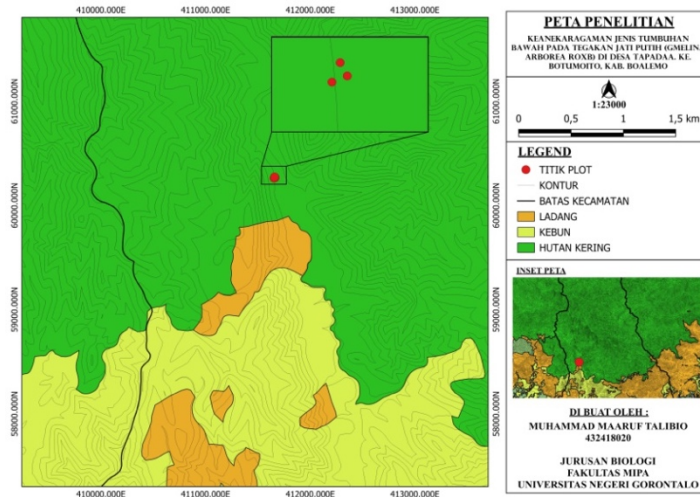 410000.000E 411000.000E 412000.000E 413000.000E
61000.000N
60000.000N
59000.000N
58000.000N
61000.000N
60000.000N
59000.000N
58000.000N
410000.000E 411000.000E 412000.000E 413000.000E
PETA PENELITIAN
KEANEKARAGAMAN JENIS TUMBUHAN
BAWAH PADA TEGAKAN JATI PUTIH (GMELIN
ARBOREA ROXB) DI DESA TAPADAA. KE.
BOTUMOITO, KAB. BOALEMO
1:23000
0 0,5 1 1,5 km
LEGEND
TITIK PLOT
KONTUR
BATAS KECAMATAN
LADANG
KEBUN
HUTAN KERING
INSET PETA
DI BUAT OLEH :
MUHAMMAD MAARUF TALIBIO
432418020
JURUSAN BIOLOGI
FAKULTAS MIPA
UNIVERSITAS NEGERI GORONTALO